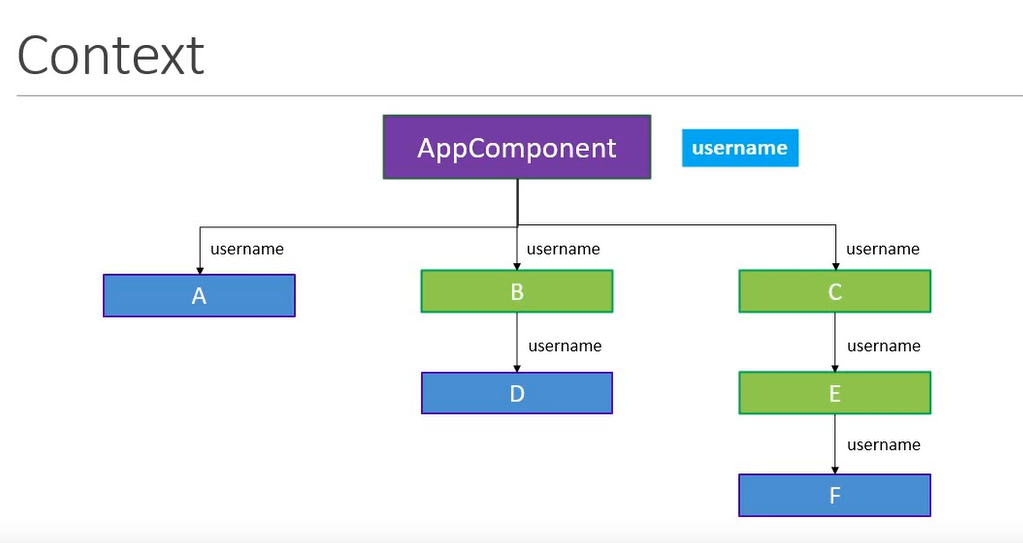 Context
AppComponent
username
username
username
username
A
B
C
username
username
D
E
username
F